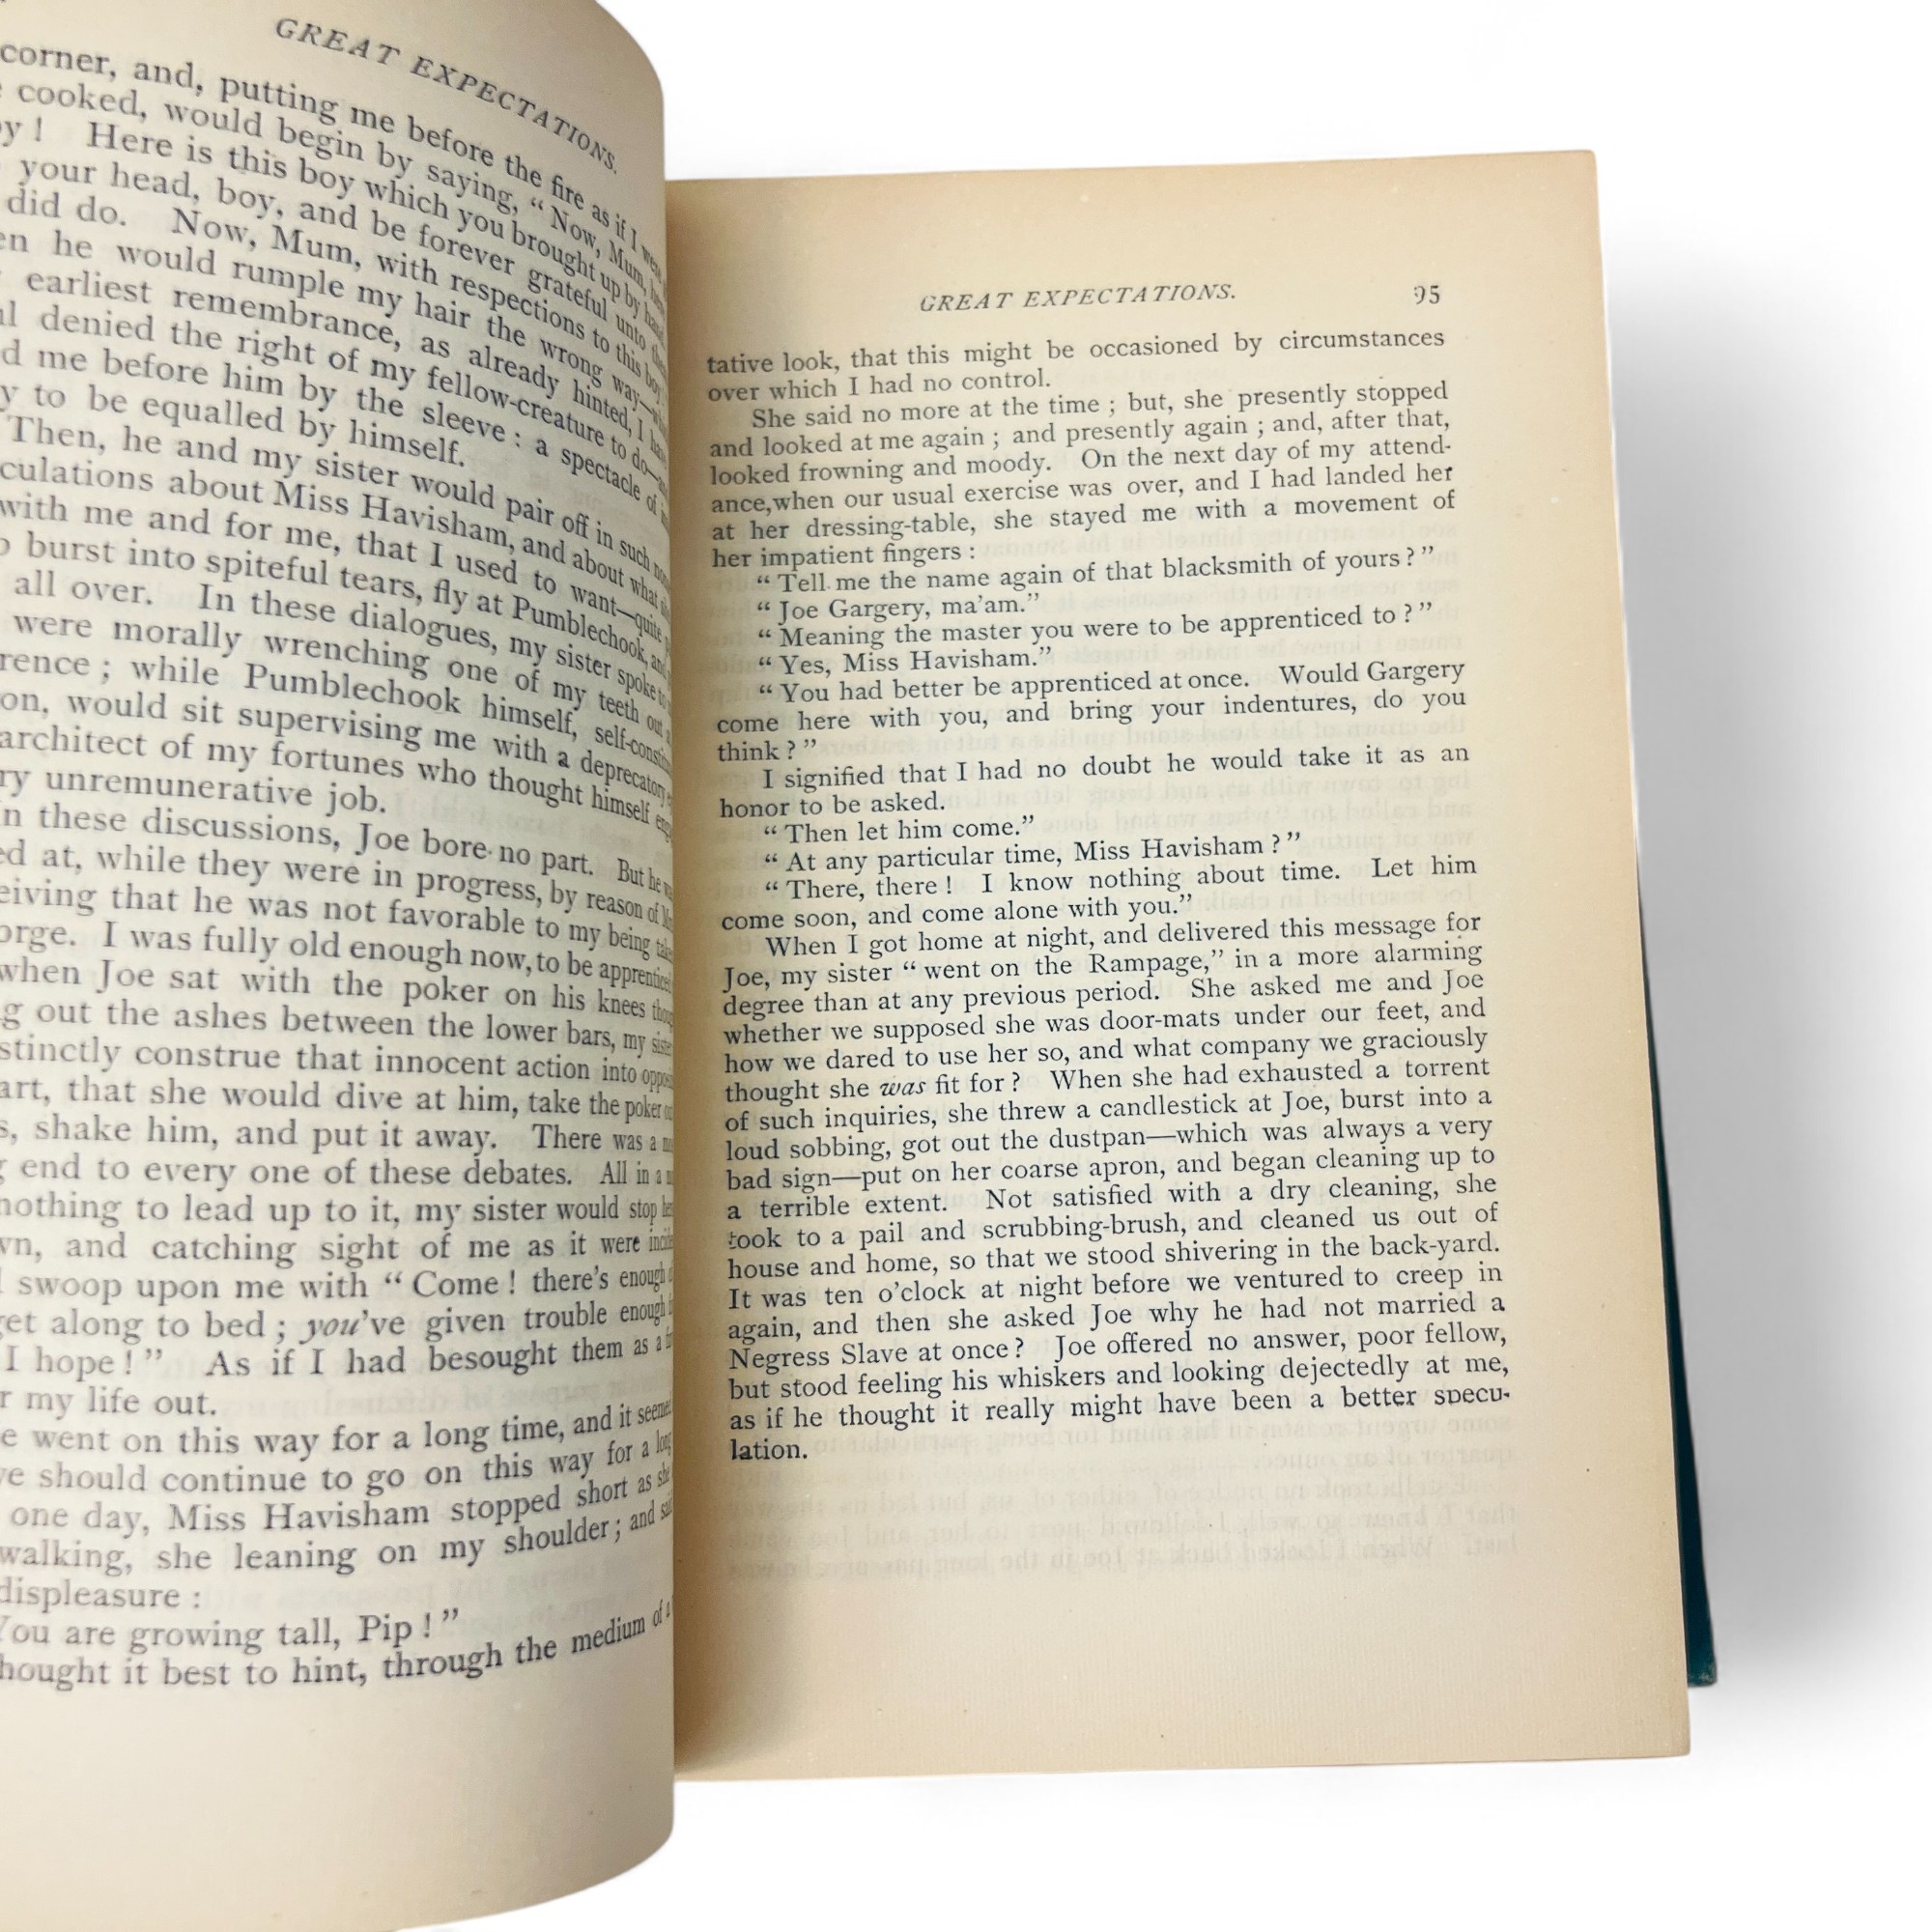 GREAT EXPECTATIONS.
corner, and, putting me before the fire as if I were
cooked, would begin by saying, “Now, Mum,
! Here is this boy which you brought up by hand.
your head, boy, and be forever grateful unto
did do. Now, Mum, with respections to this boy
he would rumple my hair the wrong way—
earliest remembrance, as already hinted, I have
denied the right of my fellow-creature to do—
me before him by the sleeve: a spectacle of
to be equalled by himself.
Then, he and my sister would pair off in such
about Miss Havisham, and about what
with me and for me, that I used to want—quite
burst into spiteful tears, fly at Pumblechook, and
all over. In these dialogues, my sister spoke to
were morally wrenching one of my teeth out
; while Pumblechook himself,
would sit supervising me with a deprecatory
architect of my fortunes who thought himself
unremunerative job.
In these discussions, Joe bore no part. But he
at, while they were in progress, by reason of
that he was not favorable to my being
I was fully old enough now, to be
when Joe sat with the poker on his knees
out the ashes between the lower bars, my
construe that innocent action into
that she would dive at him, take the poker
shake him, and put it away. There was a
end to every one of these debates. All in a
nothing to lead up to it, my sister would stop
and catching sight of me as it were
swoop upon me with “Come! there’s enough
get along to bed; you’ve given trouble enough
I hope!” As if I had besought them as a
my life out.
went on this way for a long time, and it
should continue to go on this way for a long
one day, Miss Havisham stopped short as she
walking, she leaning on my shoulder; and
displeasure:
You are growing tall, Pip!”
thought it best to hint, through the medium of a
GREAT EXPECTATIONS. 95
tative look, that this might be occasioned by circumstances
over which I had no control.
She said no more at the time; but, she presently stopped
and looked at me again; and presently again; and, after that,
looked frowning and moody. On the next day of my attend-
ance, when our usual exercise was over, and I had landed her
at her dressing-table, she stayed me with a movement of
her impatient fingers:
“Tell me the name again of that blacksmith of yours?”
“Joe Gargery, ma’am.”
“Meaning the master you were to be apprenticed to?”
“Yes, Miss Havisham.”
“You had better be apprenticed at once. Would Gargery
come here with you, and bring your indentures, do you
think?”
I signified that I had no doubt he would take it as an
honor to be asked.
“Then let him come.”
“At any particular time, Miss Havisham?”
“There, there! I know nothing about time. Let him
come soon, and come alone with you.”
When I got home at night, and delivered this message for
Joe, my sister “went on the Rampage,” in a more alarming
degree than at any previous period. She asked me and Joe
whether we supposed she was door-mats under our feet, and
how we dared to use her so, and what company we graciously
thought she was fit for? When she had exhausted a torrent
of such inquiries, she threw a candlestick at Joe, burst into a
loud sobbing, got out the dustpan—which was always a very
bad sign—put on her coarse apron, and began cleaning up to
a terrible extent. Not satisfied with a dry cleaning, she
took to a pail and scrubbing-brush, and cleaned us out of
house and home, so that we stood shivering in the back-yard.
It was ten o’clock at night before we ventured to creep in
again, and then she asked Joe why he had not married a
Negress Slave at once? Joe offered no answer, poor fellow,
but stood feeling his whiskers and looking dejectedly at me,
as if he thought it really might have been a better specu-
lation.